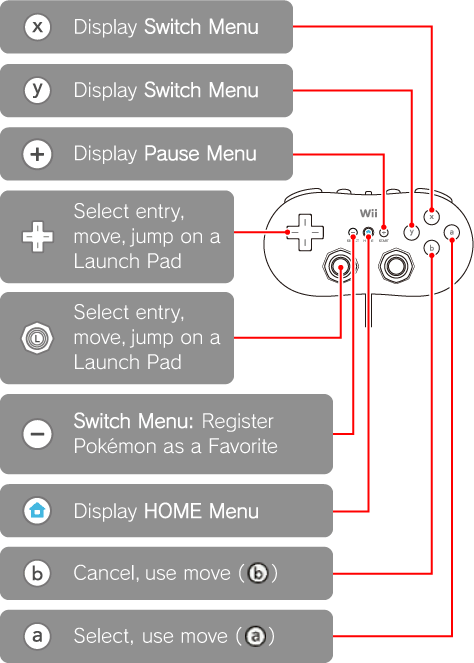 x Display Switch Menu
y Display Switch Menu
+ Display Pause Menu
Select entry,
move, jump on a
Launch Pad
L Select entry,
move, jump on a
Launch Pad
− Switch Menu: Register
Pokémon as a Favorite
Display HOME Menu
b Cancel, use move (b)
a Select, use move (a)
Wii
x
y
a
b
SELECT HOME START